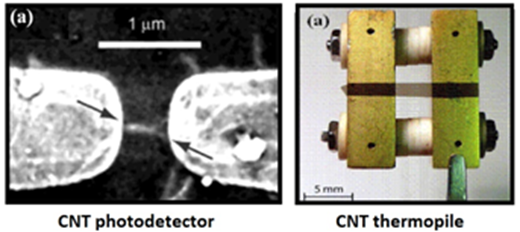 (a)
1 μm
(a)
5 mm
CNT photodetector
CNT thermopile